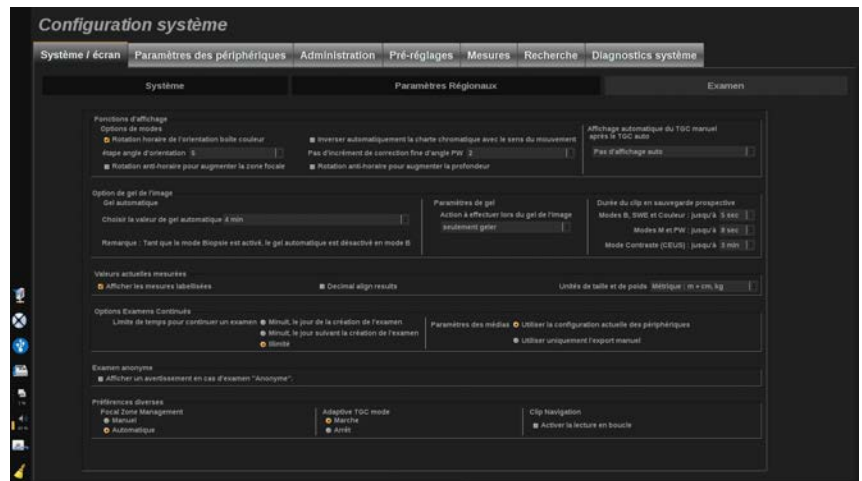 Configuration système
Système / écran Paramètres des périphériques Administration Pré-réglages Mesures Recherche Diagnostics système
Système Paramètres Régionaux Examen
Fonctions d'affichage
Options de modes
Rotation horaire de l'orientation boîte couleur
Inverser automatiquement la charte chromatique avec le sens du mouvement
étape angle d'orientation 5
Pas d'incrément de correction fine d'angle PW 2
Rotation anti-horaire pour augmenter la zone focale
Rotation anti-horaire pour augmenter la profondeur
Affichage automatique du TGC manuel
après le TGC auto
Pas d'affichage auto
Option de gel de l'image
Gel automatique
Choisir la valeur de gel automatique 4 min
Remarque : Tant que le mode Biopsie est activé, le gel automatique est désactivé en mode B
Paramètres de gel
Action à effectuer lors du gel de l'image
seulement geler
Durée du clip en sauvegarde prospective
Modes B, SWE et Couleur : jusqu'à 5 sec
Modes M et PW : jusqu'à 8 sec
Mode Contraste (CEUS) : jusqu'à 3 min
Valeurs actuelles mesurées
Afficher les mesures labellisées
Decimal align results
Unités de taille et de poids Métrique : m + cm, kg
Options Examens Continués
Limite de temps pour continuer un examen
Minuit, le jour de la création de l'examen
Minuit, le jour suivant la création de l'examen
Illimité
Paramètres des médias
Utiliser la configuration actuelle des périphériques
Utiliser uniquement l'export manuel
Examen anonyme
Afficher un avertissement en cas d'examen "Anonyme".
Préférences diverses
Focal Zone Management
Manuel
Automatique
Adaptive TGC mode
Marche
Arrêt
Clip Navigation
Activer la lecture en boucle